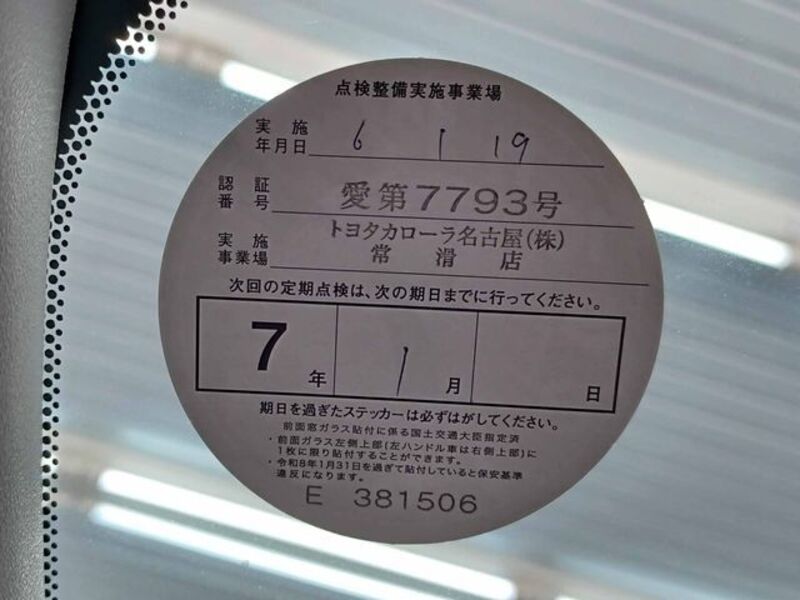 点検整備実施事業場
実施
年月日 6 1 19
認証
番号 愛第7793号
実施
事業場 トヨタカローラ名古屋(株)
常滑店
次回の定期点検は、次の期日までに行ってください。
7年 1月 日
期日を過ぎたステッカーは必ずはがしてください。
前面窓ガラス貼付に係る国土交通大臣指定済
・前面ガラス左側上部(左ハンドル車は右側上部)に
1枚に限り貼付することができます。
・令和8年1月31日を過ぎて貼付していると保安基準
違反になります。
E 381506